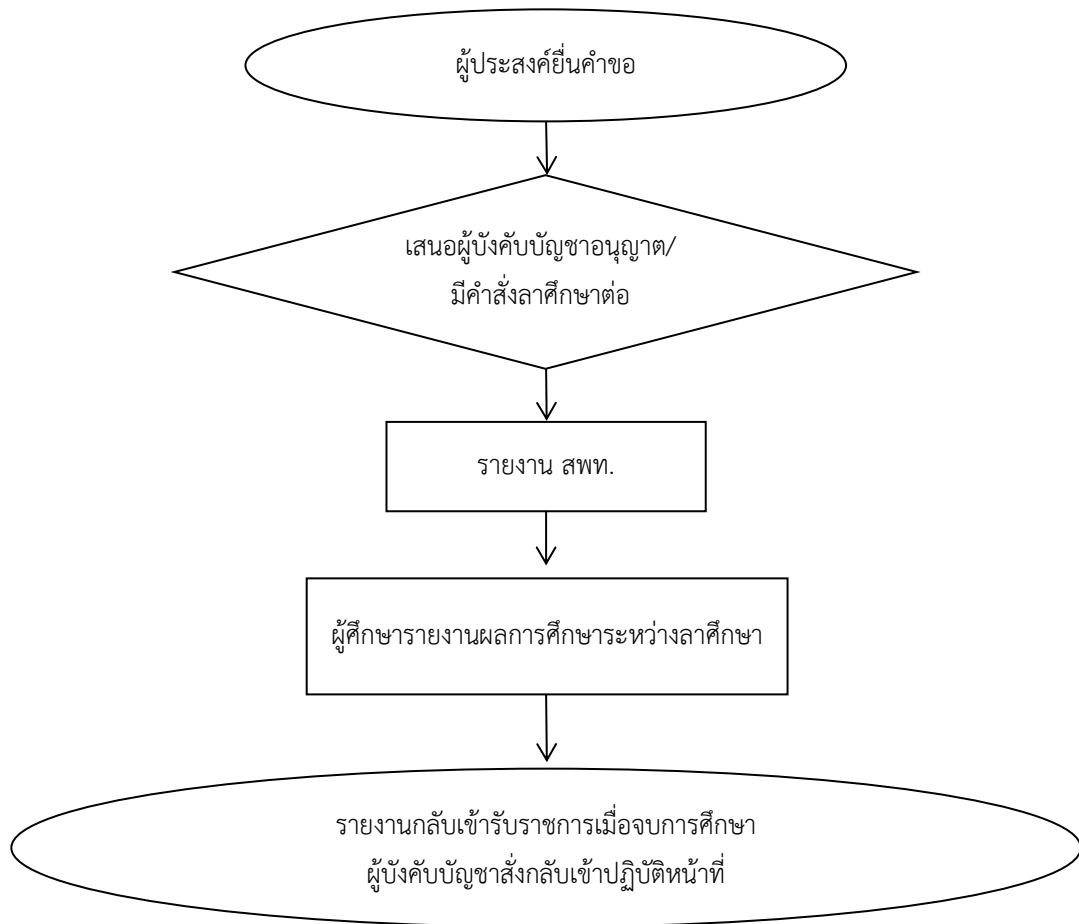 ผู้ประสงค์ยื่นคำขอ
เสนอผู้บังคับบัญชาอนุญาต/
มีคำสั่งลาศึกษาต่อ
รายงาน สพท.
ผู้ศึกษารายงานผลการศึกษาระหว่างลาศึกษา
รายงานกลับเข้ารับราชการเมื่อจบการศึกษา
ผู้บังคับบัญชาสั่งกลับเข้าปฏิบัติหน้าที่